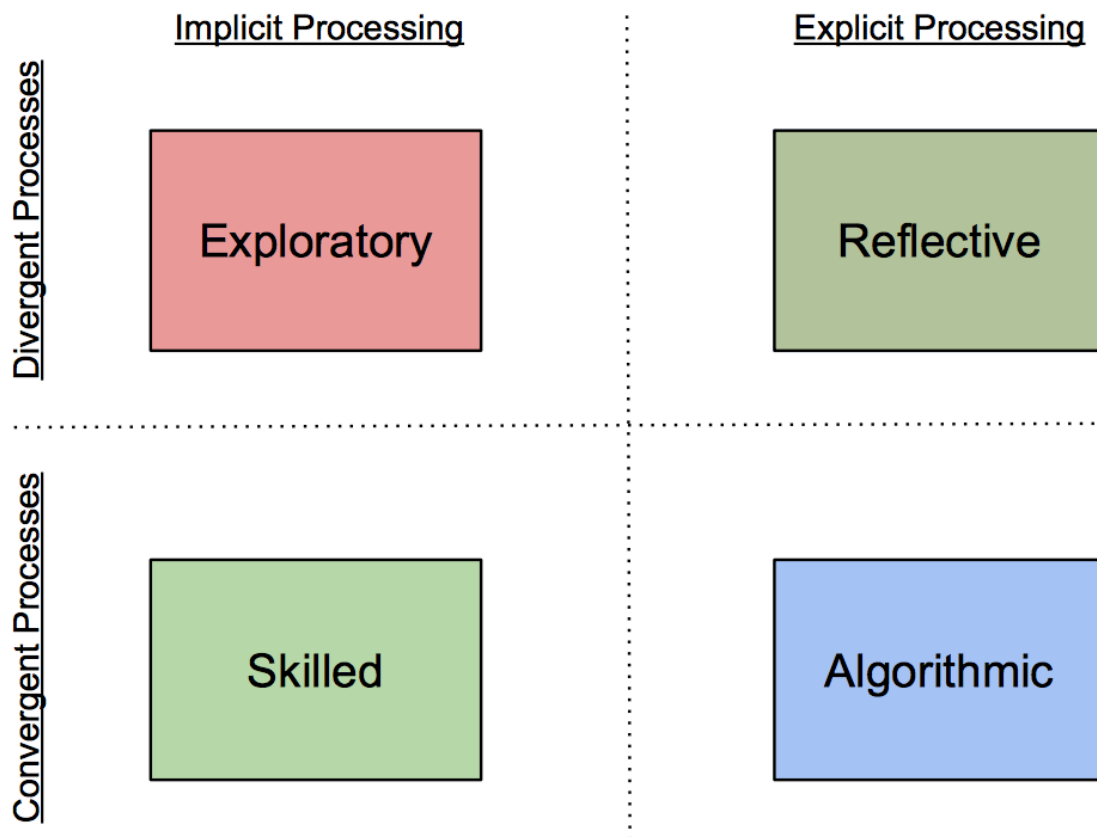 Implicit Processing
Explicit Processing
Divergent Processes
Exploratory
Reflective
Convergent Processes
Skilled
Algorithmic